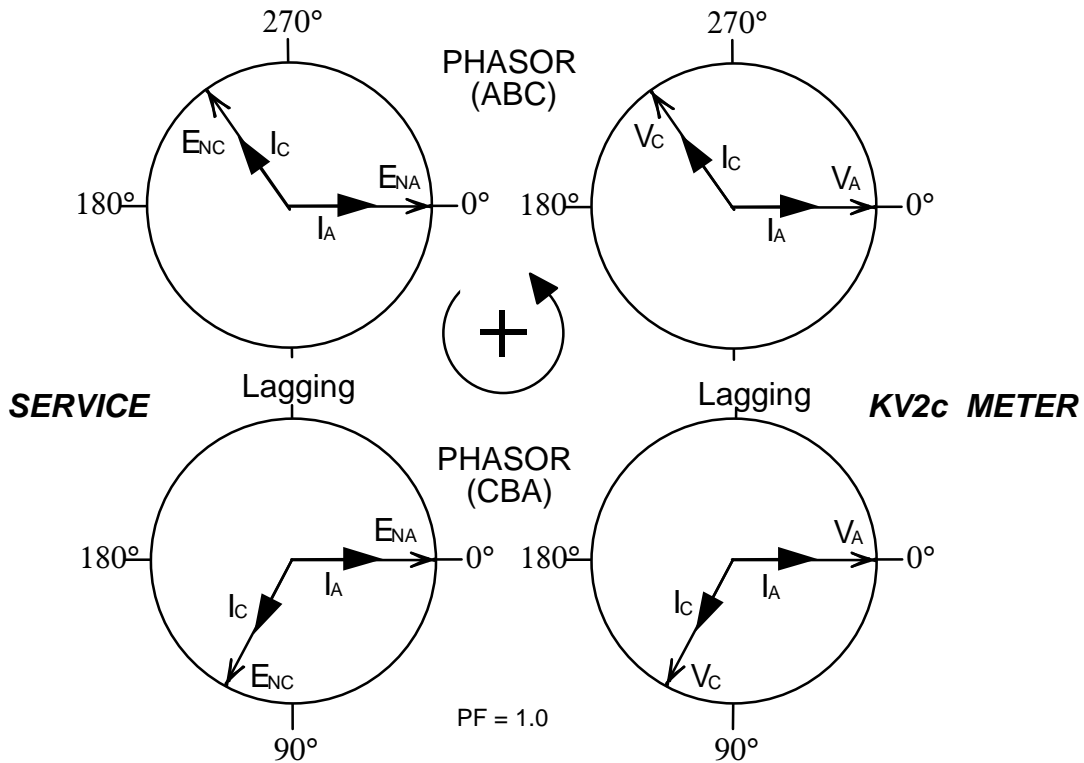 270° 270°
PHASOR
(ABC)
ENC IC ENA VC IC VA
180° 0° 180° 0°
IA IA
+
Lagging Lagging
SERVICE KV2c METER
PHASOR
(CBA)
ENA VA
180° 0° 180° 0°
IC IA IC IA
ENC VC
PF = 1.0
90° 90°